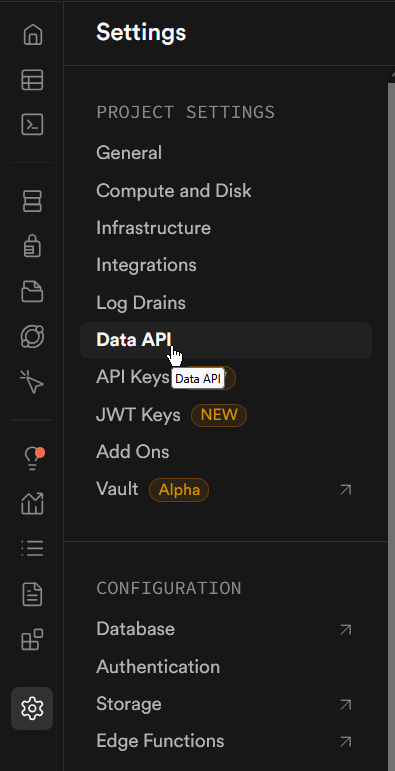 Settings
PROJECT SETTINGS
General
Compute and Disk
Infrastructure
Integrations
Log Drains
Data API
API Keys
Data API
JWT Keys NEW
Add Ons
Vault Alpha
CONFIGURATION
Database
Authentication
Storage
Edge Functions